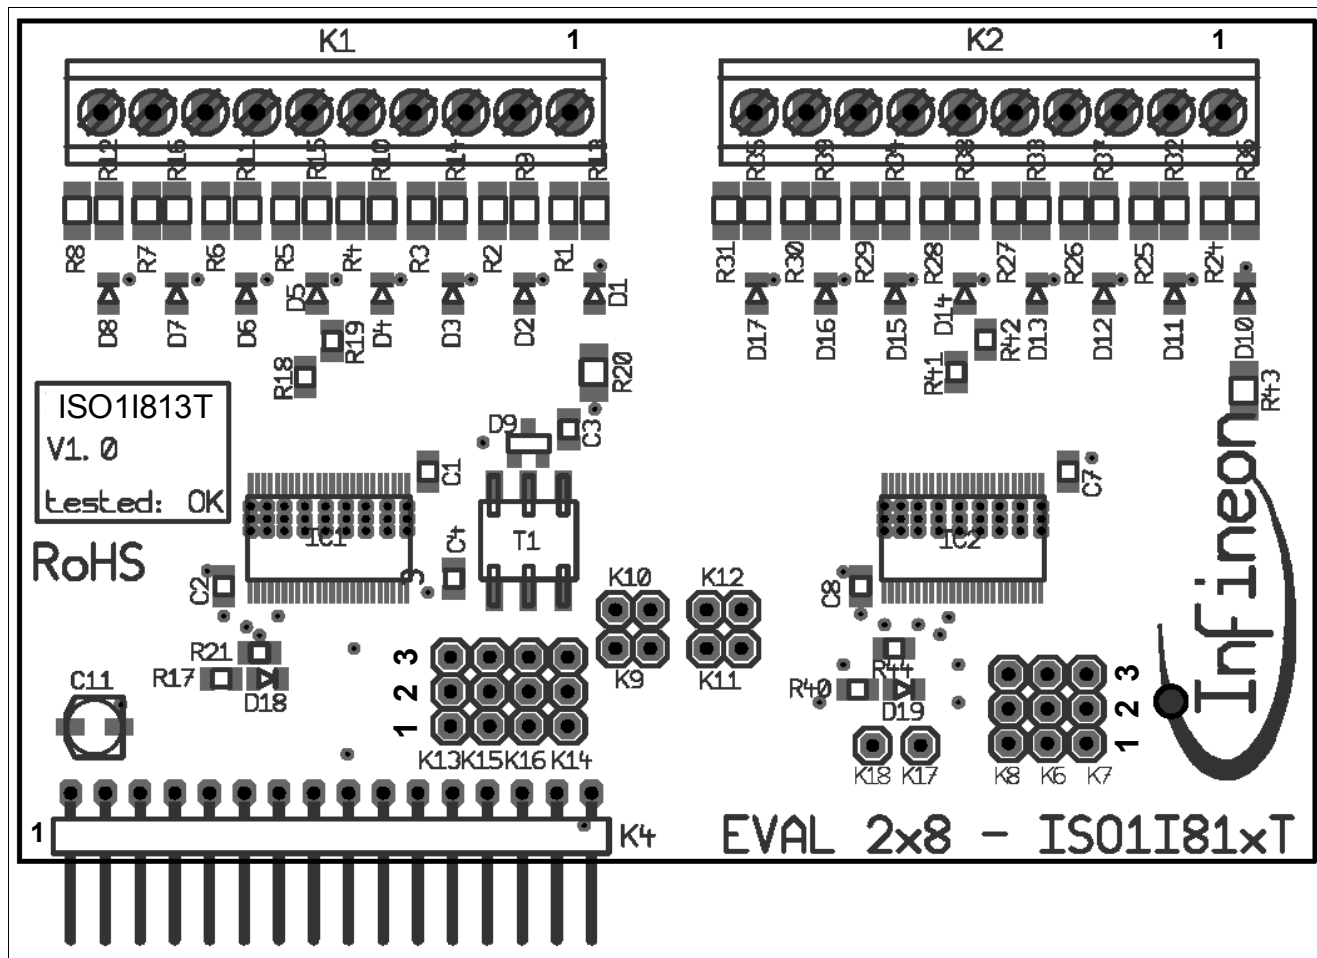 K1 1 K2 1
R12 R16 R11 R15 R10 R14 R9 R13 R35 R39 R34 R38 R33 R37 R32 R36
R8 R7 R6 R5 R4 R3 R2 R1 R31 R30 R29 R28 R27 R26 R25 R24
D8 D7 D6 D5 D4 D3 D2 D1 D17 D16 D15 D14 D13 D12 D11 D10
R18 R19 R20 R41 R42 R43
ISO1I813T
V1.0
tested: OK
D9 C3 C1 C7
IC1 C4 T1 IC2
RoHS
C2 C8
K10 K12
K9 K11
R21
R17
D18
R44
R40
D19
C11
3
2
1
K13 K15 K16 K14
3
2
1
K18 K17 K8 K6 K7
Infineon
1 K4
EVAL 2x8 - ISO1I81xT